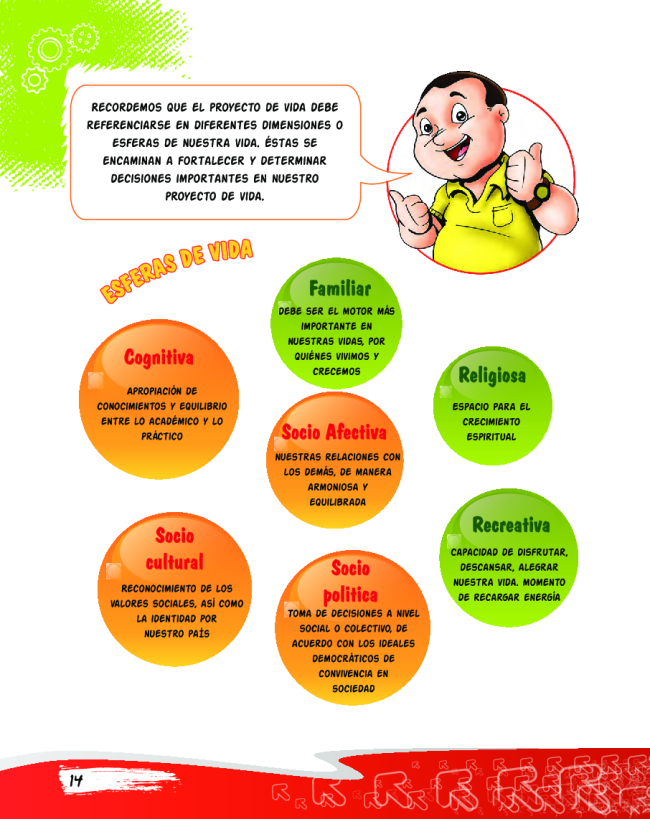 RECORDEMOS QUE EL PROYECTO DE VIDA DEBE
REFERENCIARSE EN DIFERENTES DIMENSIONES O
ESFERAS DE NUESTRA VIDA. ÉSTAS SE
ENCAMINAN A FORTALECER Y DETERMINAR
DECISIONES IMPORTANTES EN NUESTRO
PROYECTO DE VIDA.
ESFERAS DE VIDA
Familiar
DEBE SER EL MOTOR MÁS
IMPORTANTE EN
NUESTRAS VIDAS, POR
QUIÉNES VIVIMOS Y
CRECEMOS
Cognitiva
APROPIACIÓN DE
CONOCIMIENTOS Y EQUILIBRIO
ENTRE LO ACADÉMICO Y LO
PRÁCTICO
Religiosa
ESPACIO PARA EL
CRECIMIENTO
ESPIRITUAL
Socio Afectiva
NUESTRAS RELACIONES CON
LOS DEMÁS, DE MANERA
ARMONIOSA Y
EQUILIBRADA
Recreativa
CAPACIDAD DE DISFRUTAR,
DESCANSAR, ALEGRAR
NUESTRA VIDA. MOMENTO
DE RECARGAR ENERGÍA
Socio
cultural
RECONOCIMIENTO DE LOS
VALORES SOCIALES, ASÍ COMO
LA IDENTIDAD POR
NUESTRO PAÍS
Socio
politica
TOMA DE DECISIONES A NIVEL
SOCIAL O COLECTIVO, DE
ACUERDO CON LOS IDEALES
DEMOCRÁTICOS DE
CONVIVENCIA EN
SOCIEDAD
14